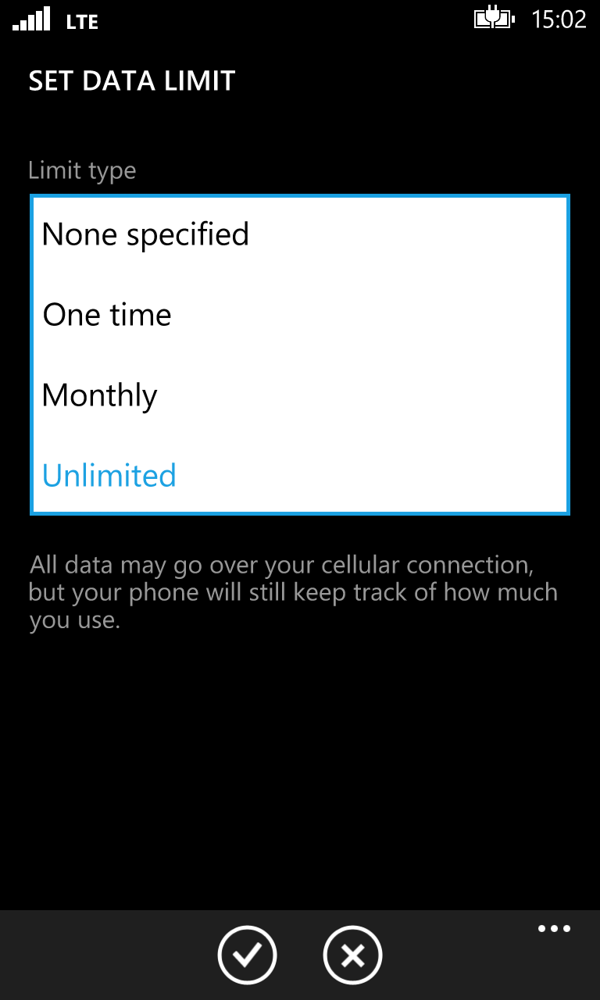 LTE
15:02
SET DATA LIMIT
Limit type
None specified
One time
Monthly
Unlimited
All data may go over your cellular connection,
but your phone will still keep track of how much
you use.